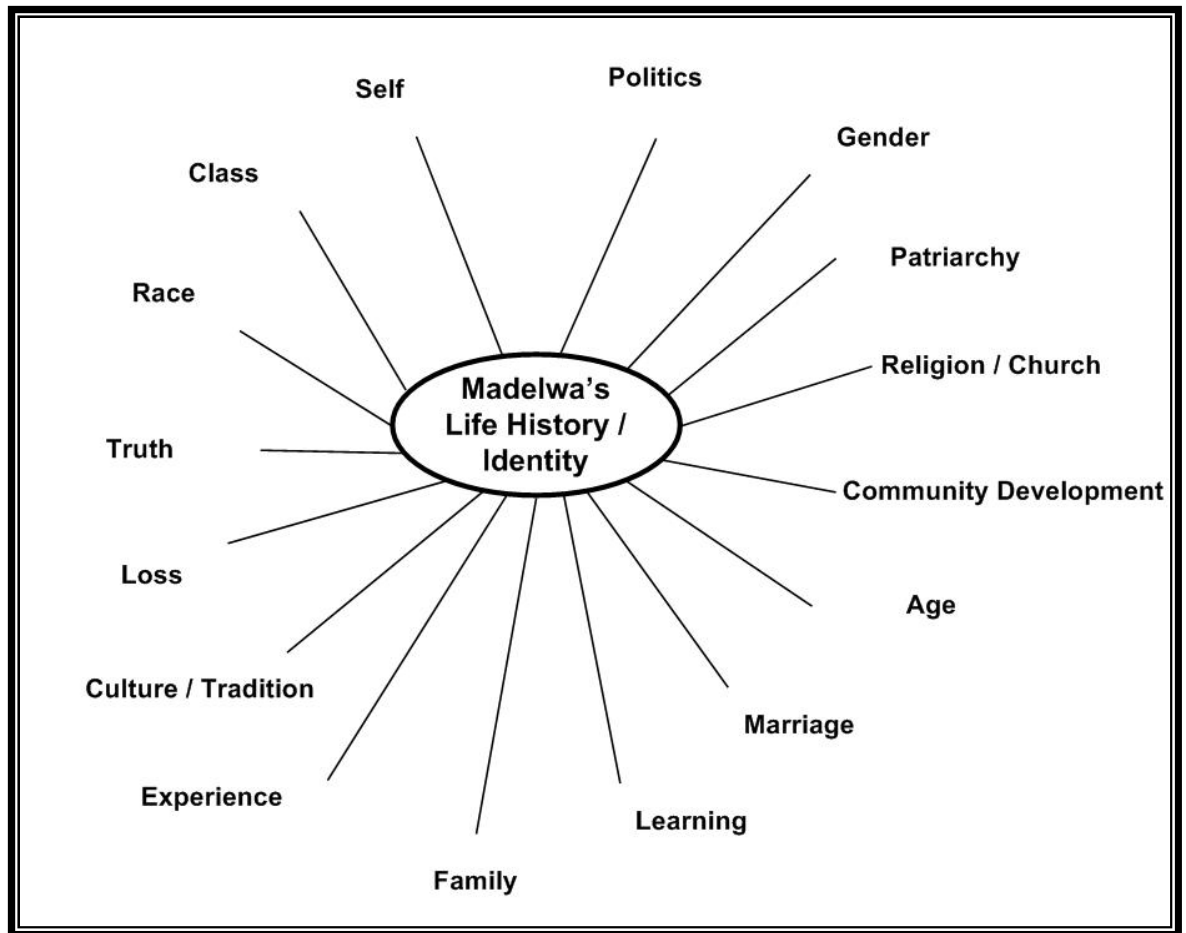 Self
Politics
Gender
Class
Patriarchy
Race
Religion / Church
Madelwa’s
Life History /
Identity
Truth
Community Development
Loss
Age
Culture / Tradition
Marriage
Experience
Learning
Family